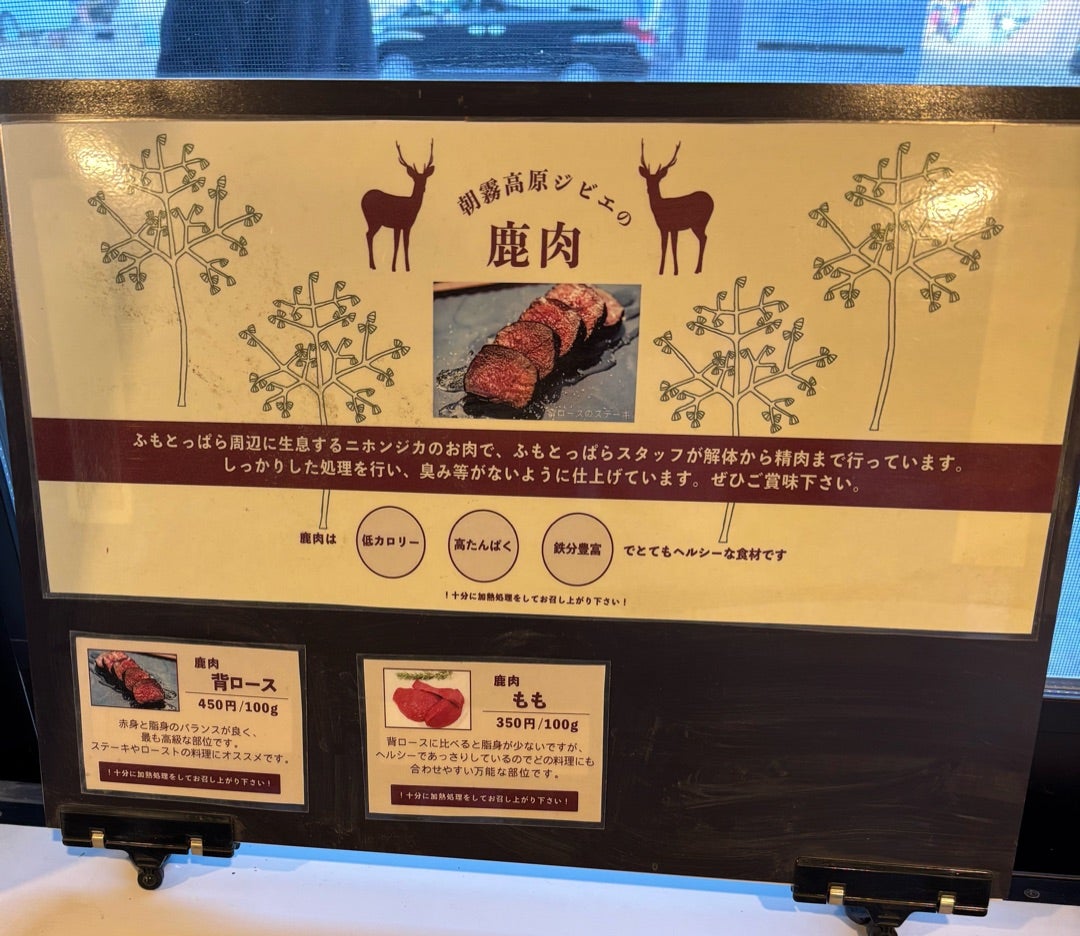 朝霧高原ジビエの
鹿肉
背ロースのステーキ
ふもとっぱら周辺に生息するニホンジカのお肉で、ふもとっぱらスタッフが解体から精肉まで行っています。
しっかりした処理を行い、臭み等がないように仕上げています。ぜひご賞味下さい。
鹿肉は 低カロリー 高たんぱく 鉄分豊富 でとてもヘルシーな食材です
！十分に加熱処理をしてお召し上がり下さい！
鹿肉
背ロース
450円/100g
赤身と脂身のバランスが良く、
最も高級な部位です。
ステーキやローストの料理にオススメです。
！十分に加熱処理をしてお召し上がり下さい！
鹿肉
もも
350円/100g
背ロースに比べると脂身が少ないですが、
ヘルシーであっさりしているのでどの料理にも
合わせやすい万能な部位です。
！十分に加熱処理をしてお召し上がり下さい！